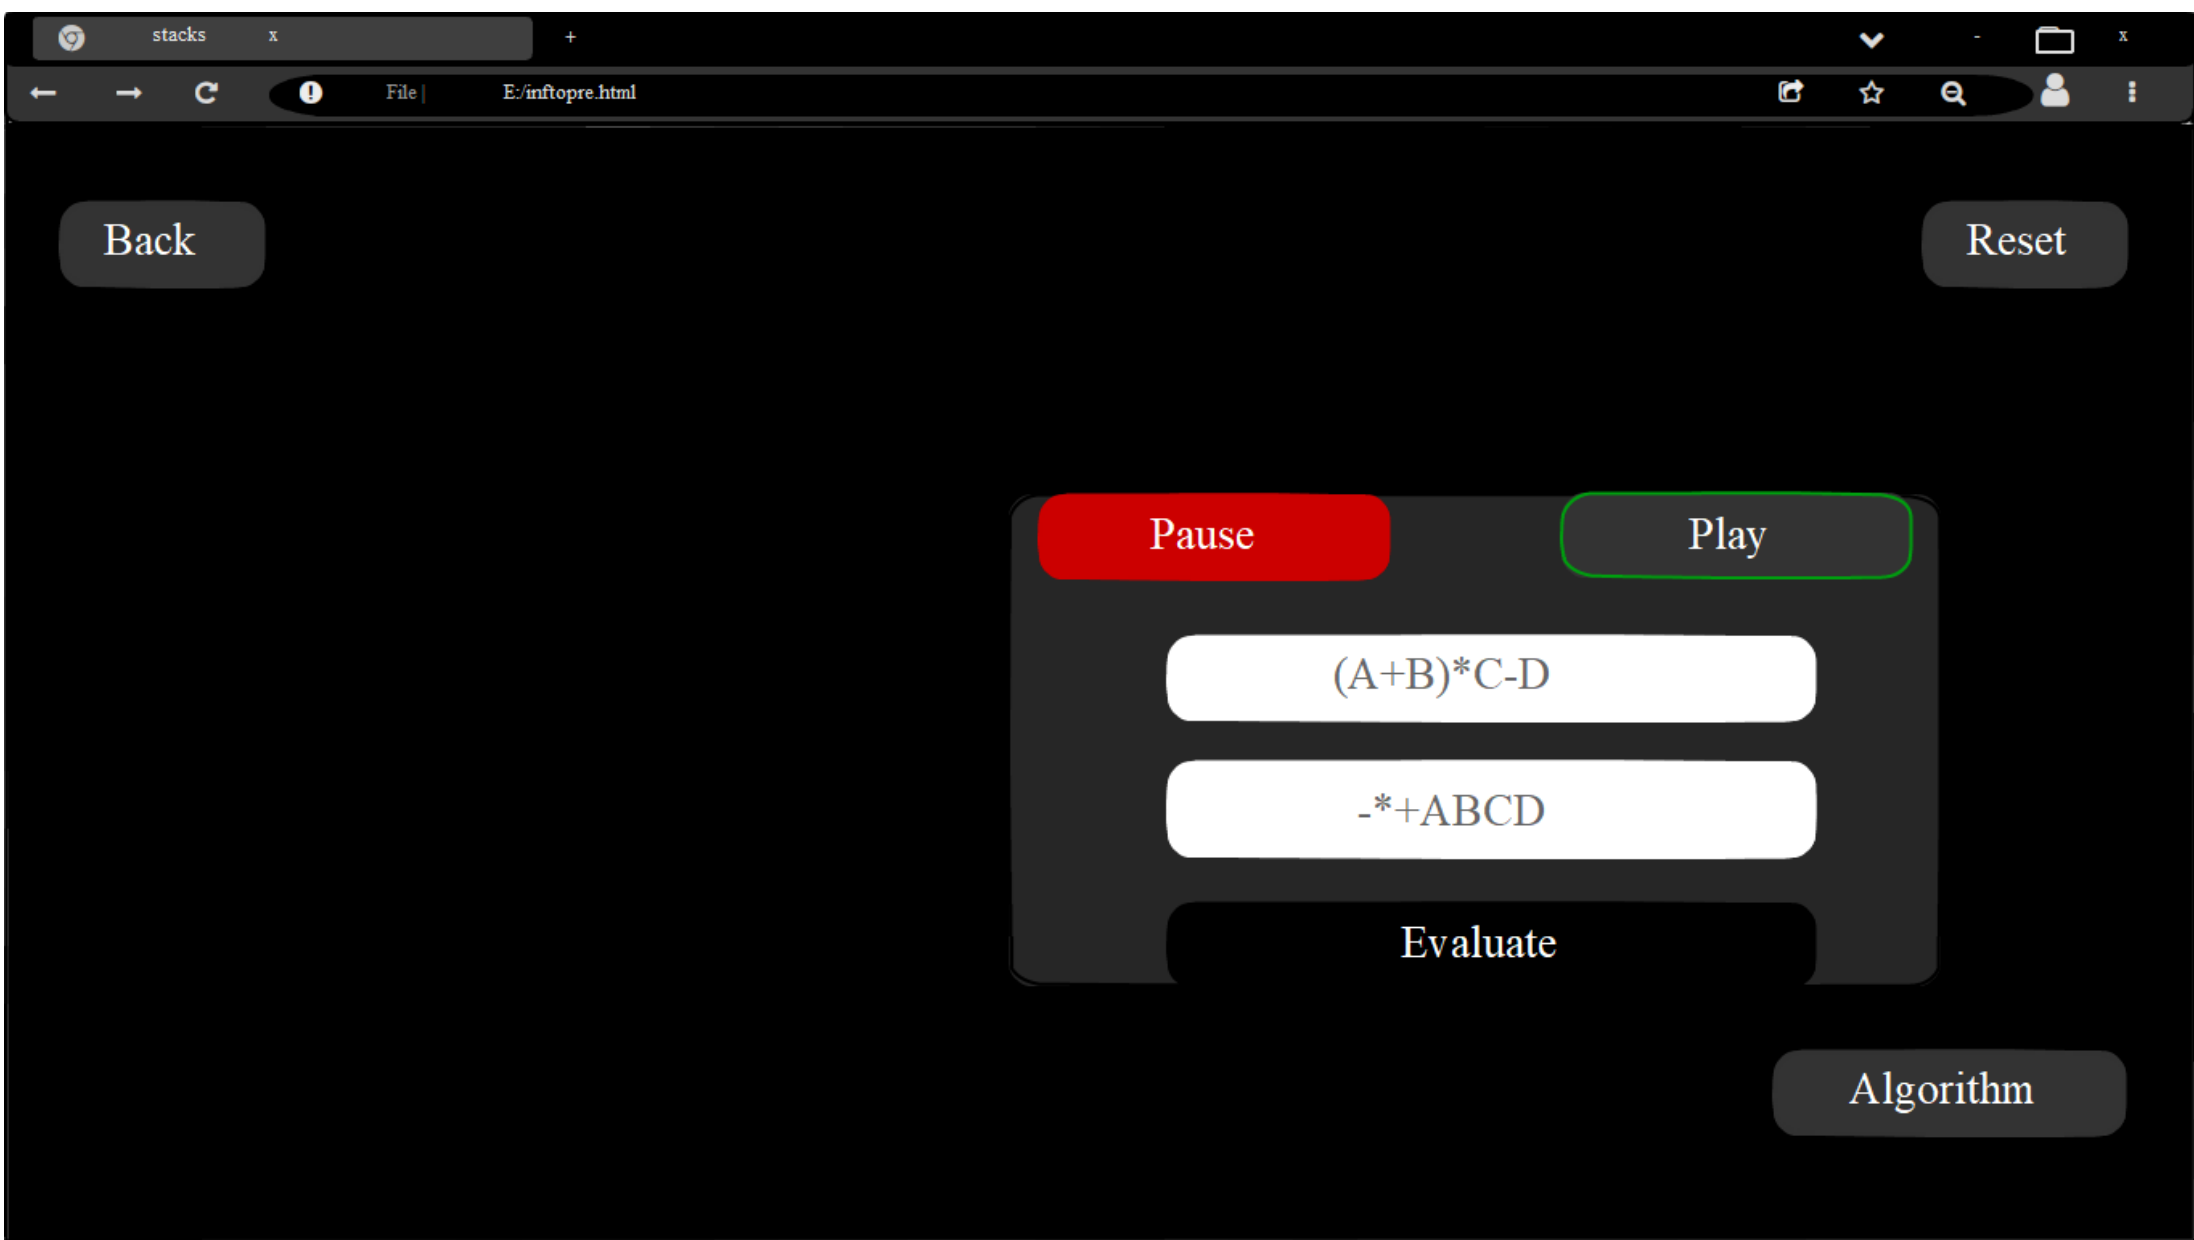 stacks x + - x
File | E:/inftopre.html
Back Reset
Pause Play
(A+B)*C-D
-*+ABCD
Evaluate
Algorithm